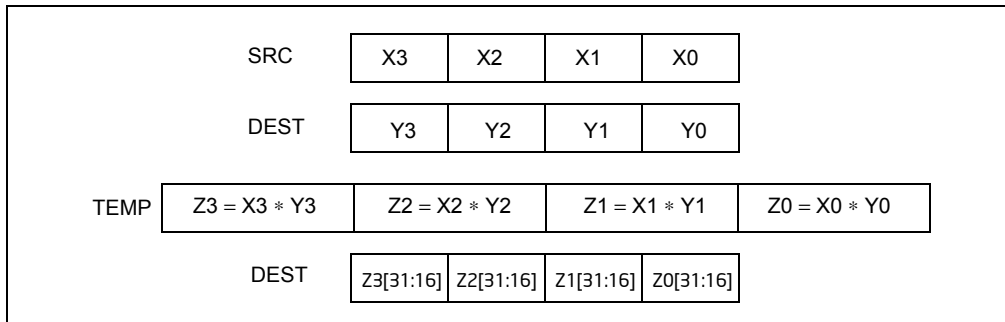 SRC X3 X2 X1 X0
DEST Y3 Y2 Y1 Y0
TEMP Z3 = X3 ∗ Y3 Z2 = X2 ∗ Y2 Z1 = X1 ∗ Y1 Z0 = X0 ∗ Y0
DEST Z3[31:16] Z2[31:16] Z1[31:16] Z0[31:16]